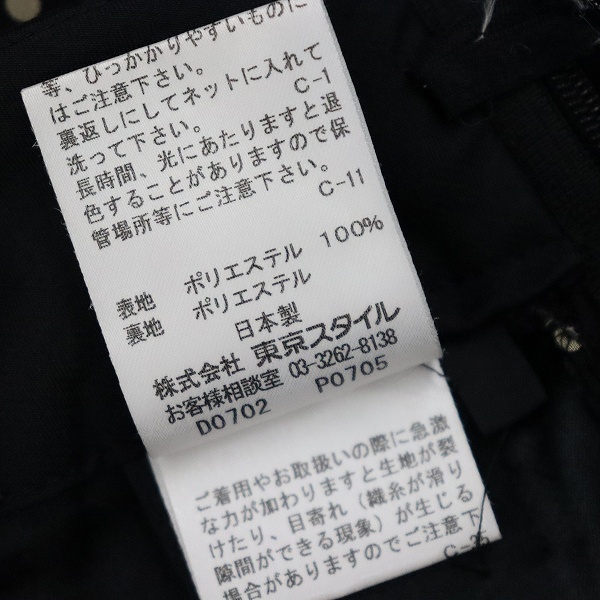 等、ひっかかりやすいものに
はご注意下さい。 C-1
裏返しにしてネットに入れて
洗って下さい。
長時間、光にあたりますと退
色することがありますので保
管場所等にご注意下さい。
C-11
表地 ポリエステル 100%
裏地 ポリエステル
日本製
株式会社 東京スタイル
お客様相談室 03-3262-8138
D0702 P0705
ご着用やお取扱いの際に急激
な力が加わりますと生地が裂
けたり、目寄れ（織糸が滑り
隙間ができる現象）が生じる
場合がありますのでご注意下
C-35